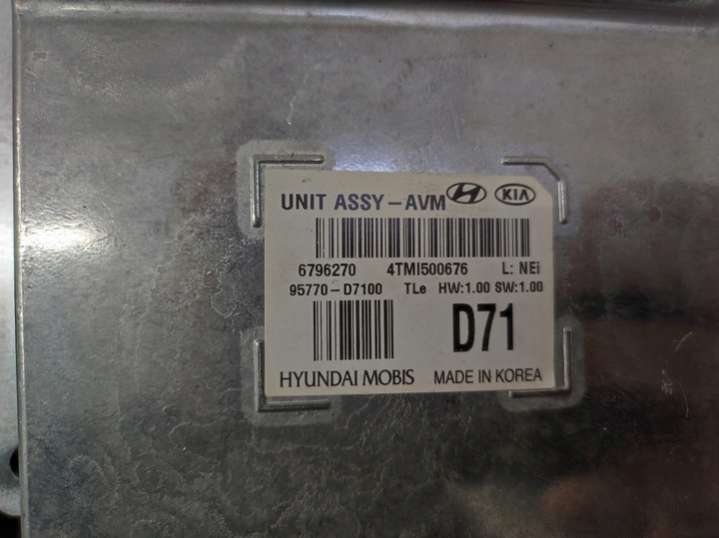 UNIT ASSY-AVM KIA
6796270 4TMI500676 L: NEi
95770-D7100 TLe HW:1.00 SW:1.00
D71
HYUNDAI MOBIS MADE IN KOREA